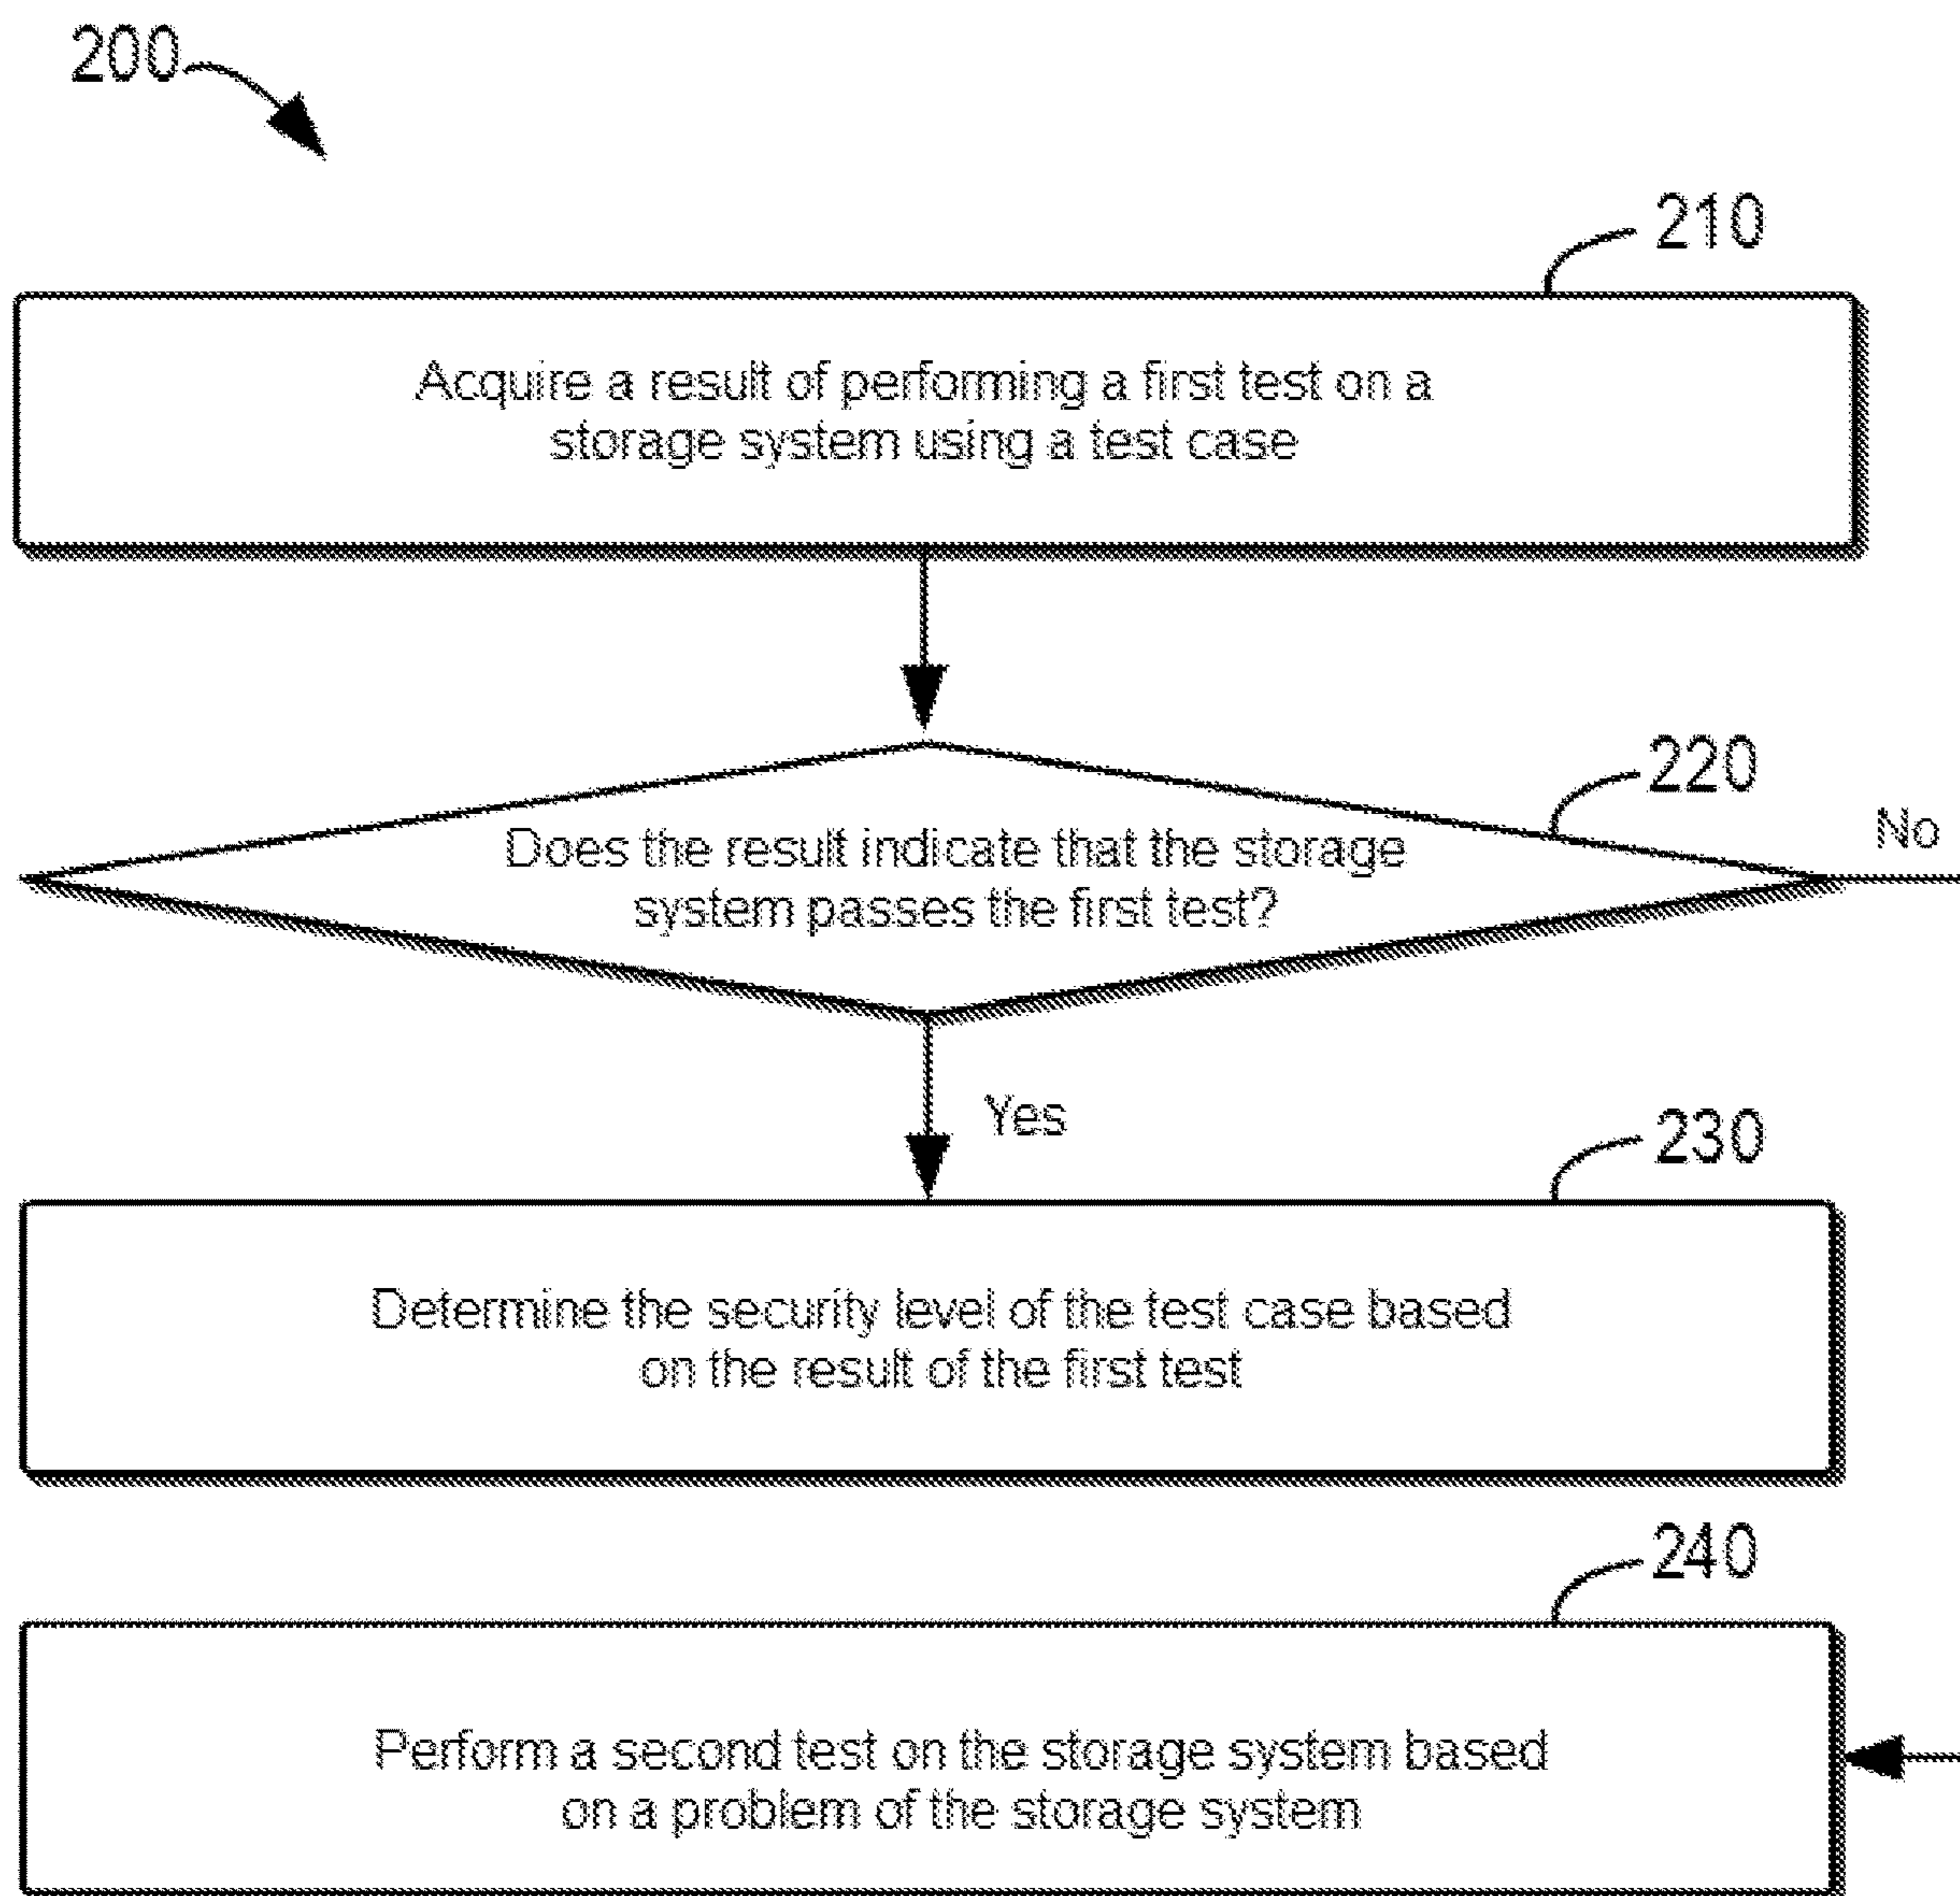 200
210
Acquire a result of performing a first test on a
storage system using a test case
220
No
Does the result indicate that the storage
system passes the first test?
Yes
230
Determine the security level of the test case based
on the result of the first test
240
Perform a second test on the storage system based
on a problem of the storage system